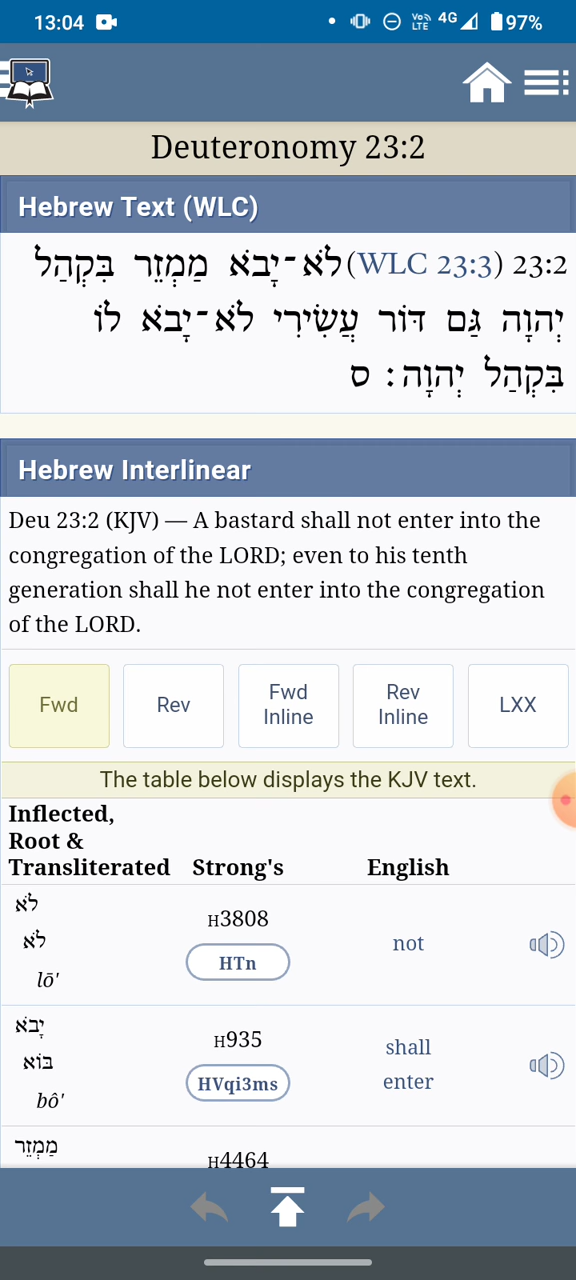 13:04
Vo)) LTE 4G 97%
Deuteronomy 23:2
Hebrew Text (WLC)
23:2 (WLC 23:3) לֹא־יָבֹא מַמְזֵר בִּקְהַל
יְהוָה גַּם דּוֹר עֲשִׂירִי לֹא־יָבֹא לוֹ
בִּקְהַל יְהוָה׃ ס
Hebrew Interlinear
Deu 23:2 (KJV) — A bastard shall not enter into the
congregation of the LORD; even to his tenth
generation shall he not enter into the congregation
of the LORD.
Fwd
Rev
Fwd
Inline
Rev
Inline
LXX
The table below displays the KJV text.
Inflected,
Root &
Transliterated Strong's English
לֹא
לֹא
lō'
H3808
HTn
not
יָבֹא
בּוֹא
bô'
H935
HVqi3ms
shall
enter
מַמְזֵר
H4464